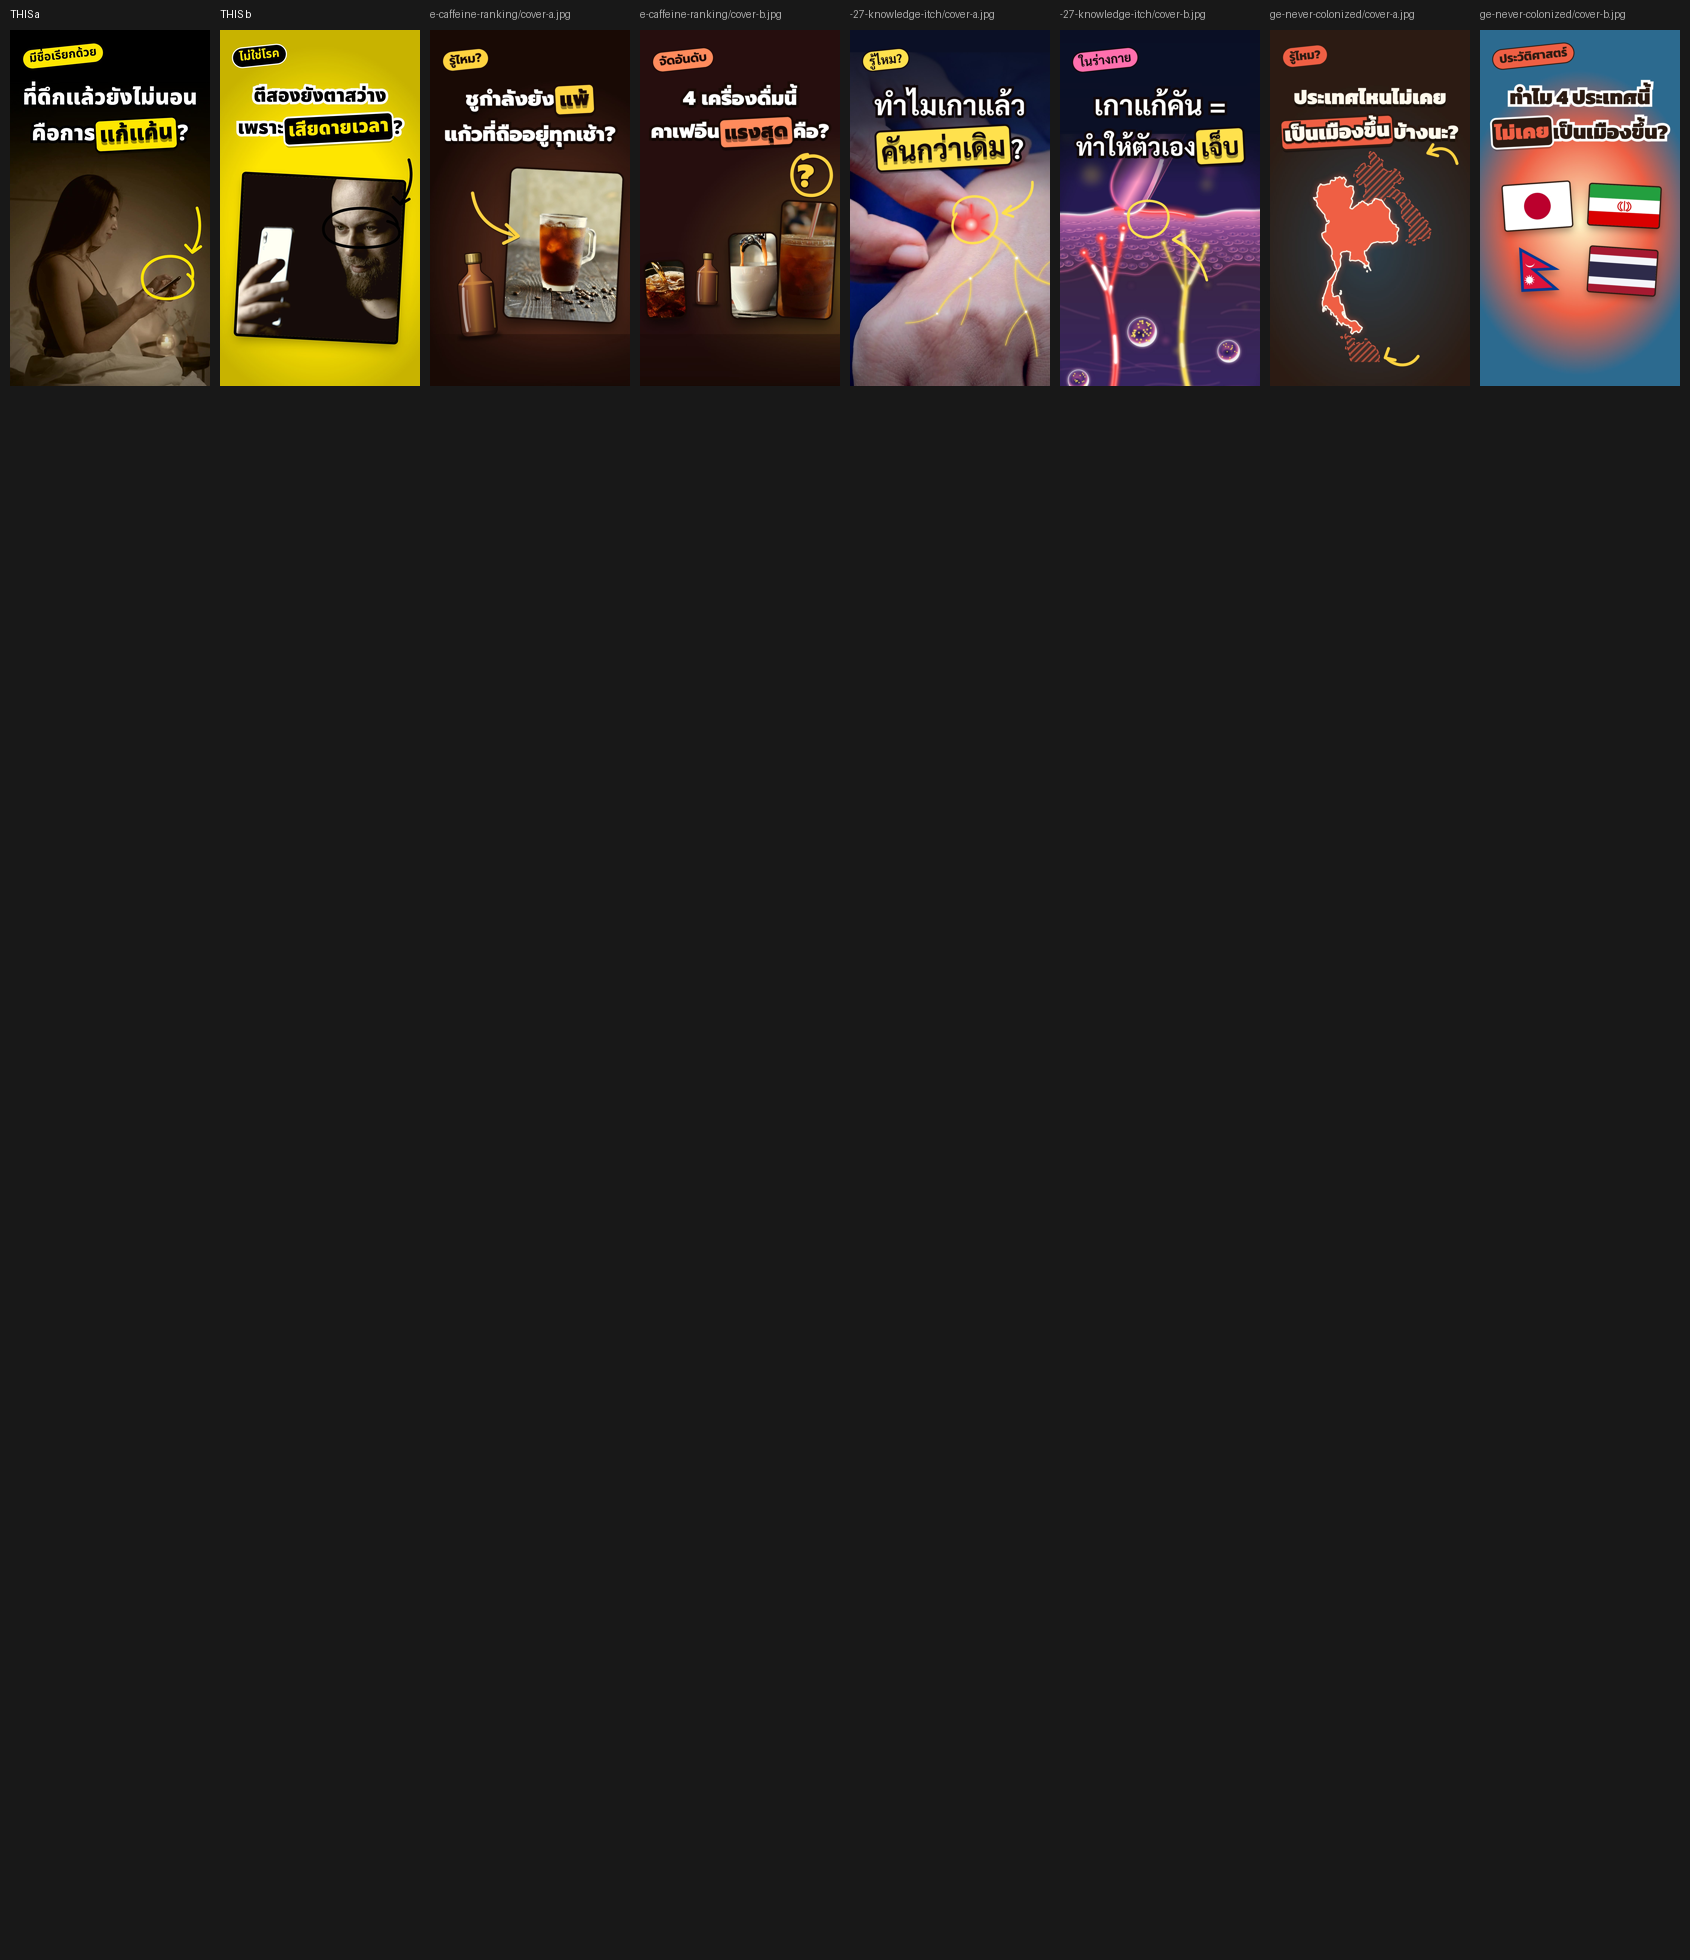 THIS a
มีชื่อเรียกด้วย
ที่ดึกแล้วยังไม่นอน
คือการแก้แค้น?
THIS b
ไม่ใช่โรค
ตีสองยังตาสว่าง
เพราะเสียดายเวลา?
e-caffeine-ranking/cover-a.jpg
รู้ไหม?
ชูกำลังยังแพ้
แก้วที่ถืออยู่ทุกเช้า?
e-caffeine-ranking/cover-b.jpg
จัดอันดับ
4 เครื่องดื่มนี้
คาเฟอีนแรงสุดคือ?
?
-27-knowledge-itch/cover-a.jpg
รู้ไหม?
ทำไมเกาแล้ว
คันกว่าเดิม?
-27-knowledge-itch/cover-b.jpg
ในร่างกาย
เกาแก้คัน =
ทำให้ตัวเองเจ็บ
ge-never-colonized/cover-a.jpg
รู้ไหม?
ประเทศไหนไม่เคย
เป็นเมืองขึ้นบ้างนะ?
ge-never-colonized/cover-b.jpg
ประวัติศาสตร์
ทำไม 4 ประเทศนี้
ไม่เคยเป็นเมืองขึ้น?